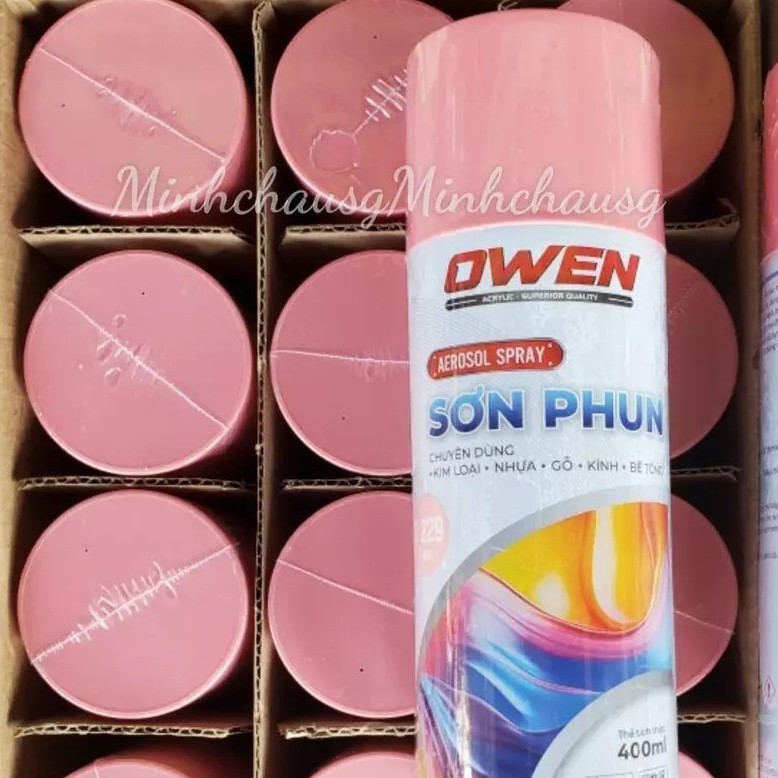 MinhchausgMinhchausg
OWEN
ACRYLIC - SUPERIOR QUALITY
AEROSOL SPRAY
SƠN PHUN
CHUYÊN DÙNG
• KIM LOẠI • NHỰA • GỖ • KÍNH • BÊ TÔNG
229
Thể tích thực
400ml